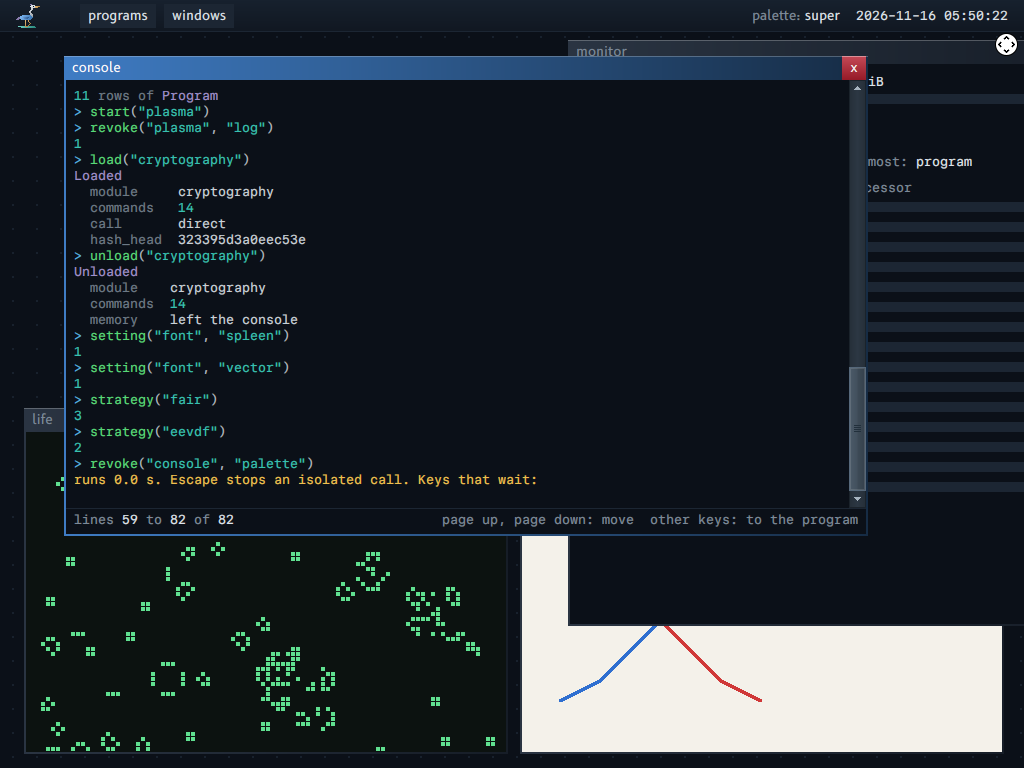 programs windows palette: super 2026-11-16 05:50:22
monitor
console x
iB
11 rows of Program
> start("plasma")
> revoke("plasma", "log")
1
> load("cryptography")
Loaded
module cryptography
commands 14
call direct
hash_head 323395d3a0eec53e
> unload("cryptography")
Unloaded
module cryptography
commands 14
memory left the console
> setting("font", "spleen")
1
> setting("font", "vector")
1
> strategy("fair")
3
> strategy("eevdf")
2
> revoke("console", "palette")
runs 0.0 s. Escape stops an isolated call. Keys that wait:
lines 59 to 82 of 82 page up, page down: move other keys: to the program
most: program
cessor
life